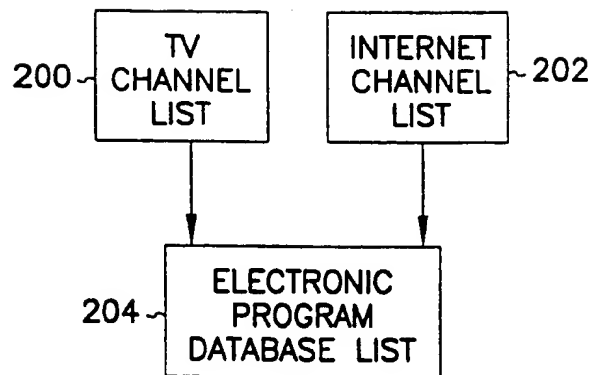 TV
CHANNEL
LIST
200
INTERNET
CHANNEL
LIST
202
ELECTRONIC
PROGRAM
DATABASE LIST
204